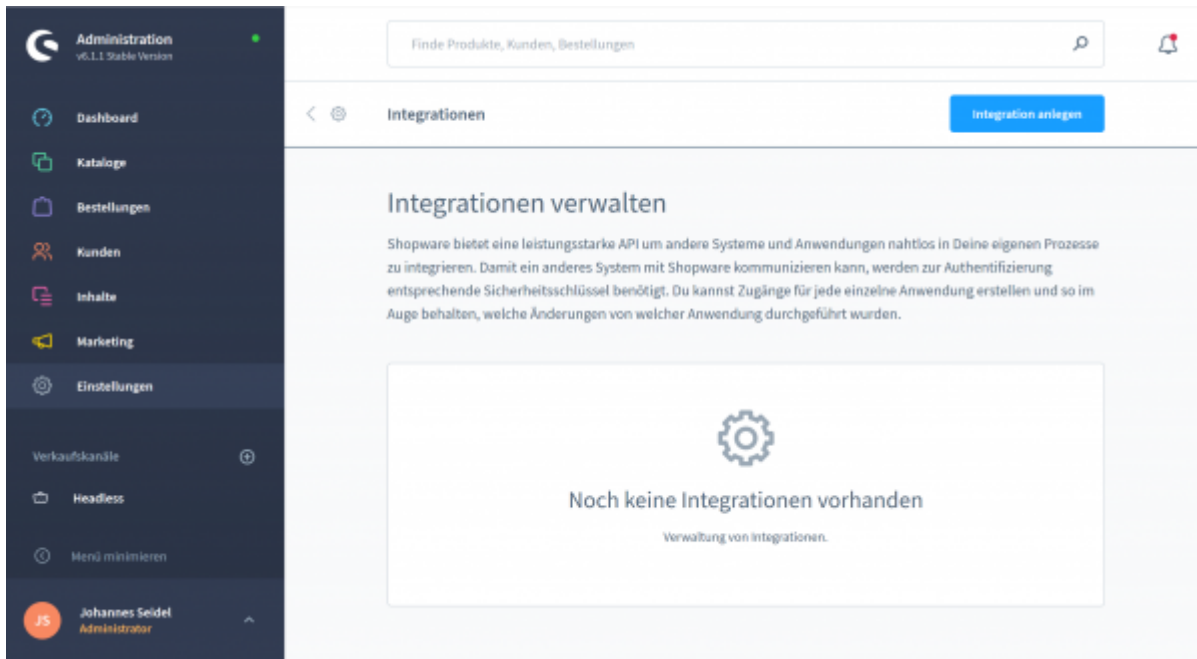 Administration
v6.1.1 Stable Version
Dashboard
Kataloge
Bestellungen
Kunden
Inhalte
Marketing
Einstellungen
Verkaufskanäle
Headless
Menü minimieren
JS
Johannes Seidel
Administrator
Finde Produkte, Kunden, Bestellungen
Integrationen
Integration anlegen
Integrationen verwalten
Shopware bietet eine leistungsstarke API um andere Systeme und Anwendungen nahtlos in Deine eigenen Prozesse
zu integrieren. Damit ein anderes System mit Shopware kommunizieren kann, werden zur Authentifizierung
entsprechende Sicherheitsschlüssel benötigt. Du kannst Zugänge für jede einzelne Anwendung erstellen und so im
Auge behalten, welche Änderungen von welcher Anwendung durchgeführt wurden.
Noch keine Integrationen vorhanden
Verwaltung von Integrationen.